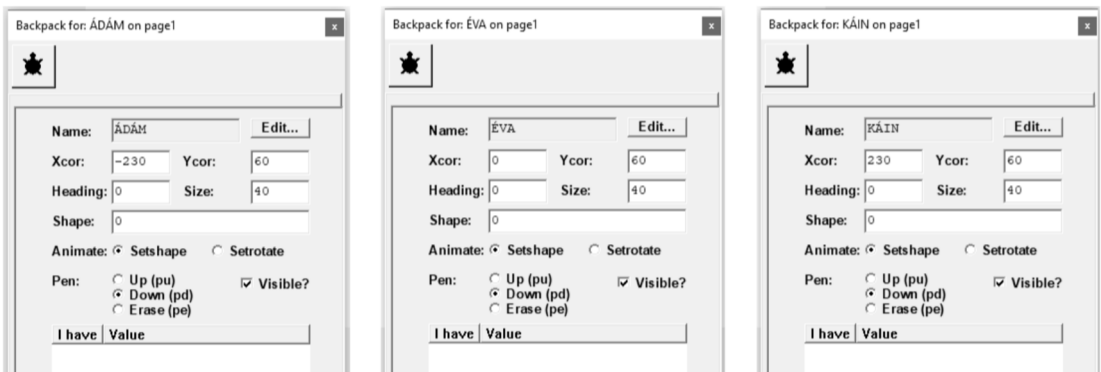 Backpack for: ÁDÁM on page1
x
Name: ÁDÁM Edit...
Xcor: -230 Ycor: 60
Heading: 0 Size: 40
Shape: 0
Animate: Setshape Setrotate
Pen: Up (pu) Visible?
Down (pd)
Erase (pe)
I have Value
Backpack for: ÉVA on page1
x
Name: ÉVA Edit...
Xcor: 0 Ycor: 60
Heading: 0 Size: 40
Shape: 0
Animate: Setshape Setrotate
Pen: Up (pu) Visible?
Down (pd)
Erase (pe)
I have Value
Backpack for: KÁIN on page1
x
Name: KÁIN Edit...
Xcor: 230 Ycor: 60
Heading: 0 Size: 40
Shape: 0
Animate: Setshape Setrotate
Pen: Up (pu) Visible?
Down (pd)
Erase (pe)
I have Value